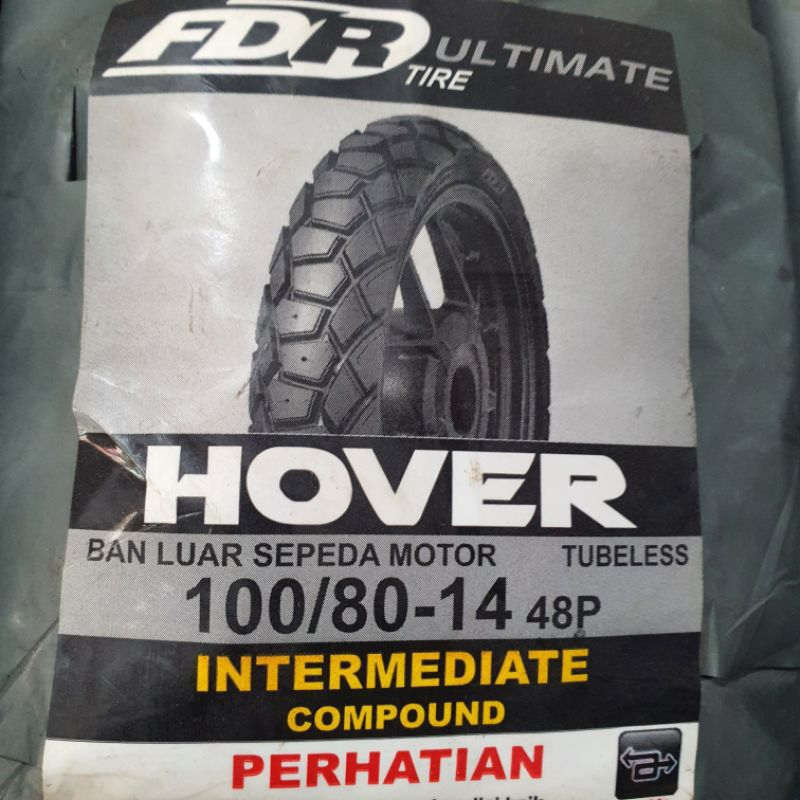 FDR ULTIMATE
TIRE
HOVER
BAN LUAR SEPEDA MOTOR TUBELESS
100/80-14 48P
INTERMEDIATE
COMPOUND
PERHATIAN